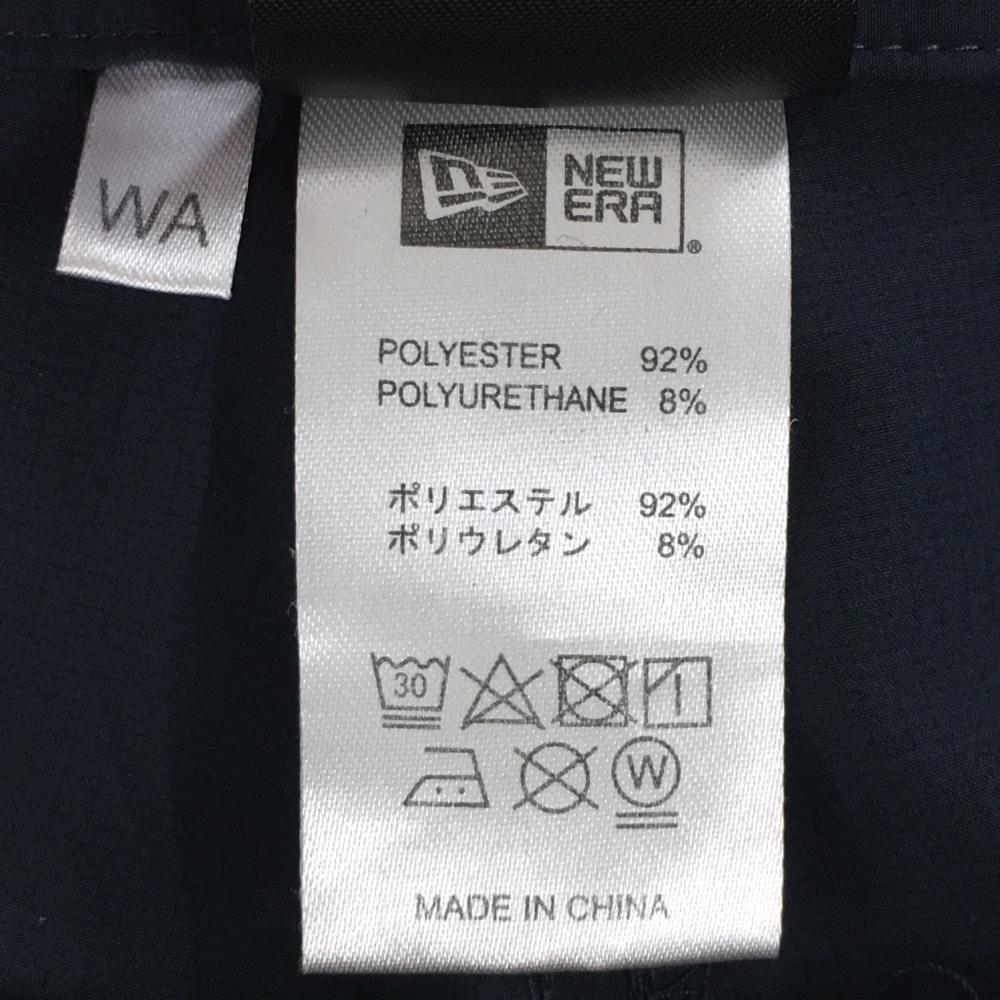 WA
NEW
ERA
®
POLYESTER 92%
POLYURETHANE 8%
ポリエステル 92%
ポリウレタン 8%
30
W
MADE IN CHINA